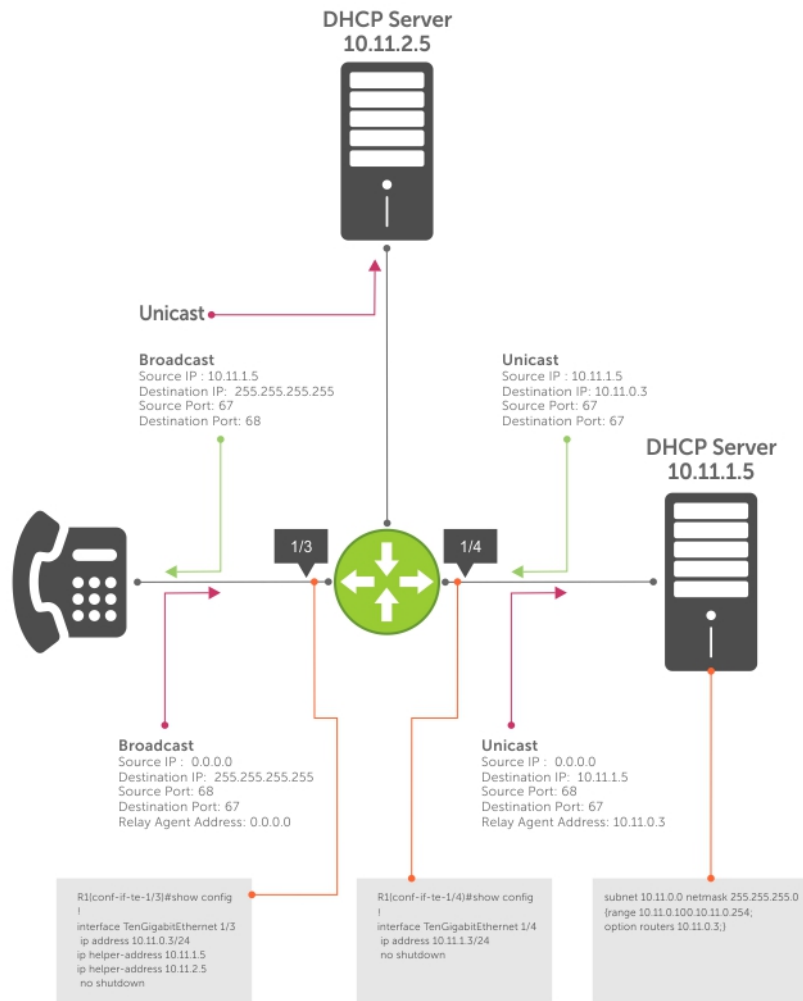 DHCP Server
10.11.2.5
Unicast
Broadcast
Source IP : 10.11.1.5
Destination IP: 255.255.255.255
Source Port: 67
Destination Port: 68
Unicast
Source IP : 10.11.1.5
Destination IP: 10.11.0.3
Source Port: 67
Destination Port: 67
DHCP Server
10.11.1.5
1/3
1/4
Broadcast
Source IP : 0.0.0.0
Destination IP: 255.255.255.255
Source Port: 68
Destination Port: 67
Relay Agent Address: 0.0.0.0
Unicast
Source IP : 0.0.0.0
Destination IP: 10.11.1.5
Source Port: 68
Destination Port: 67
Relay Agent Address: 10.11.0.3
R1(conf-if-te-1/3)#show config
!
interface TenGigabitEthernet 1/3
ip address 10.11.0.3/24
ip helper-address 10.11.1.5
ip helper-address 10.11.2.5
no shutdown
R1(conf-if-te-1/4)#show config
!
interface TenGigabitEthernet 1/4
ip address 10.11.1.3/24
no shutdown
subnet 10.11.0.0 netmask 255.255.255.0
{range 10.11.0.100.10.11.0.254;
option routers 10.11.0.3;}